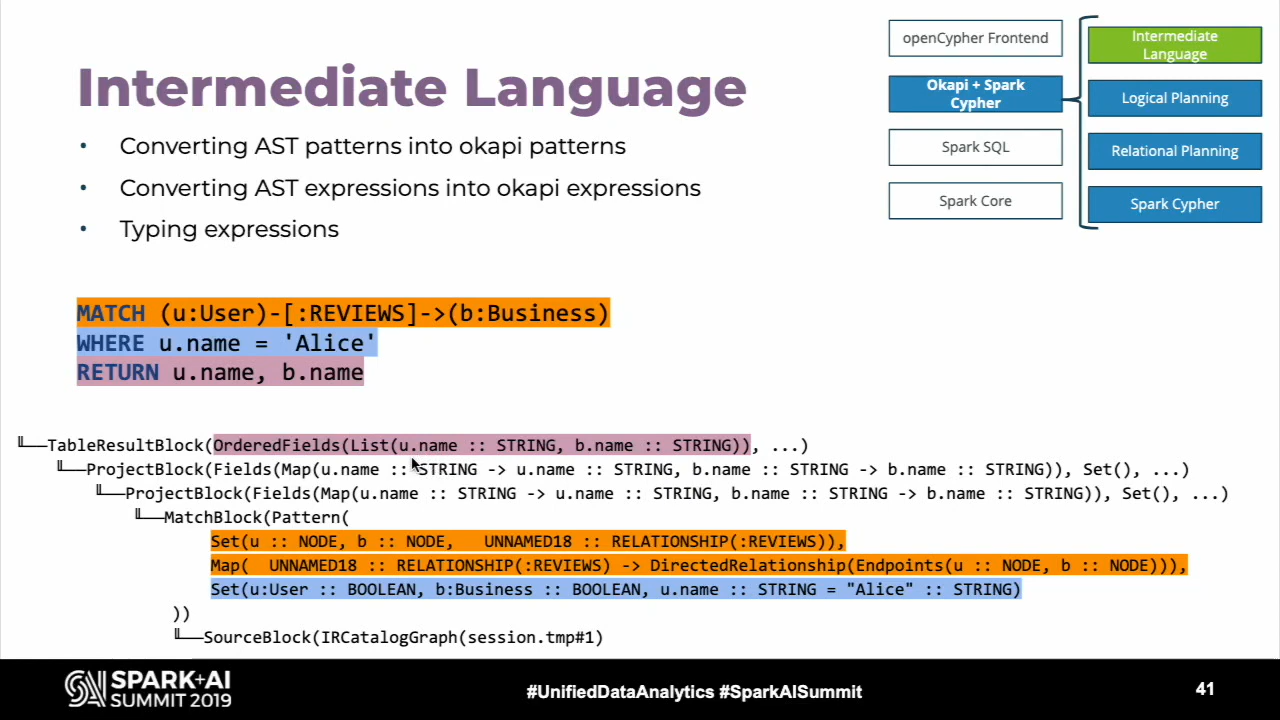 Intermediate Language
• Converting AST patterns into okapi patterns
• Converting AST expressions into okapi expressions
• Typing expressions
openCypher Frontend
Okapi + Spark
Cypher
Spark SQL
Spark Core
Intermediate
Language
Logical Planning
Relational Planning
Spark Cypher
MATCH (u:User)-[:REVIEWS]->(b:Business)
WHERE u.name = 'Alice'
RETURN u.name, b.name
╙──TableResultBlock(OrderedFields(List(u.name :: STRING, b.name :: STRING)), ...)
╙──ProjectBlock(Fields(Map(u.name :: STRING -> u.name :: STRING, b.name :: STRING -> b.name :: STRING)), Set(), ...)
╙──ProjectBlock(Fields(Map(u.name :: STRING -> u.name :: STRING, b.name :: STRING -> b.name :: STRING)), Set(), ...)
╙──MatchBlock(Pattern(
Set(u :: NODE, b :: NODE,   UNNAMED18 :: RELATIONSHIP(:REVIEWS)),
Map(  UNNAMED18 :: RELATIONSHIP(:REVIEWS) -> DirectedRelationship(Endpoints(u :: NODE, b :: NODE))),
Set(u:User :: BOOLEAN, b:Business :: BOOLEAN, u.name :: STRING = "Alice" :: STRING)
))
╙──SourceBlock(IRCatalogGraph(session.tmp#1)
SPARK+AI
SUMMIT 2019
#UnifiedDataAnalytics #SparkAISummit
41